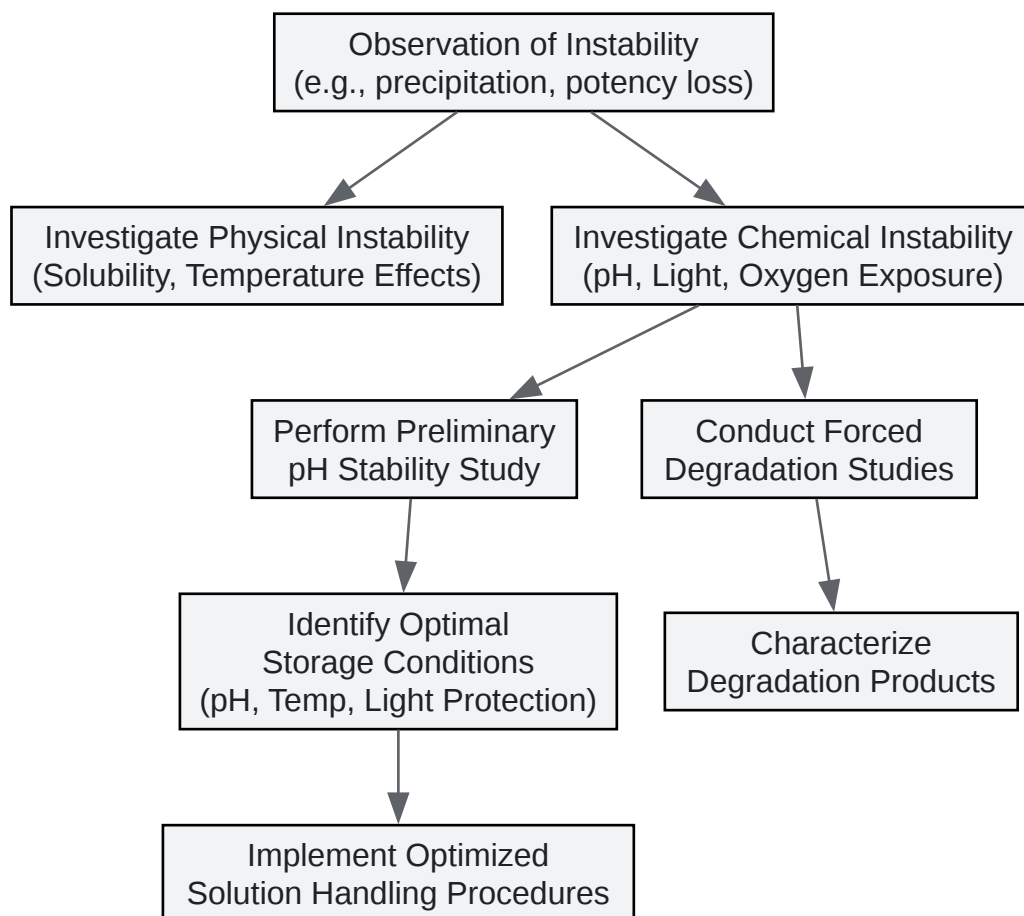 Observation of Instability
(e.g., precipitation, potency loss)
Investigate Physical Instability
(Solubility, Temperature Effects)
Investigate Chemical Instability
(pH, Light, Oxygen Exposure)
Perform Preliminary
pH Stability Study
Conduct Forced
Degradation Studies
Identify Optimal
Storage Conditions
(pH, Temp, Light Protection)
Characterize
Degradation Products
Implement Optimized
Solution Handling Procedures